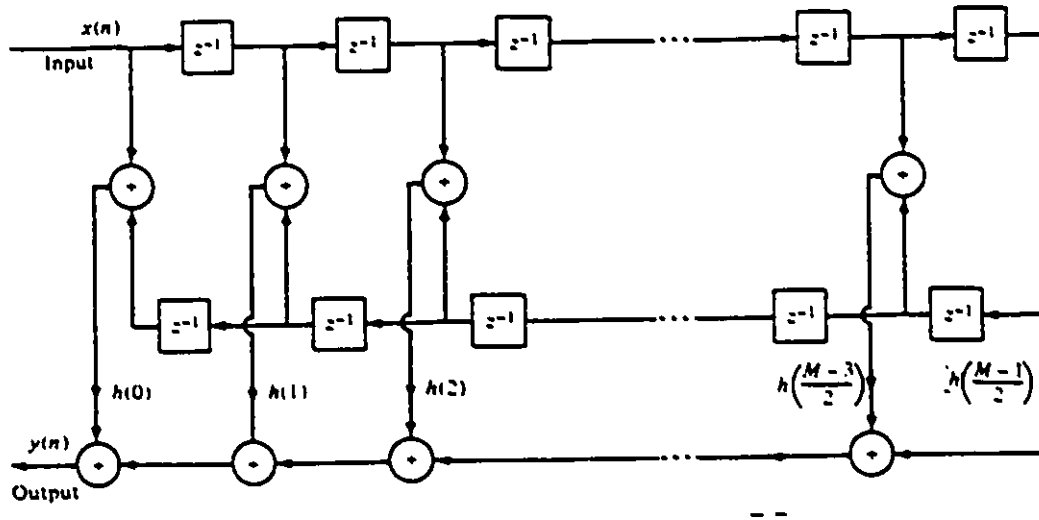 x(n)
Input
z⁻¹ z⁻¹ z⁻¹ ... z⁻¹ z⁻¹
+ + + +
z⁻¹ z⁻¹ z⁻¹ ... z⁻¹ z⁻¹
h(0) h(1) h(2) h((M − 3)/2) h((M − 1)/2)
y(n)
+ + + ... +
Output